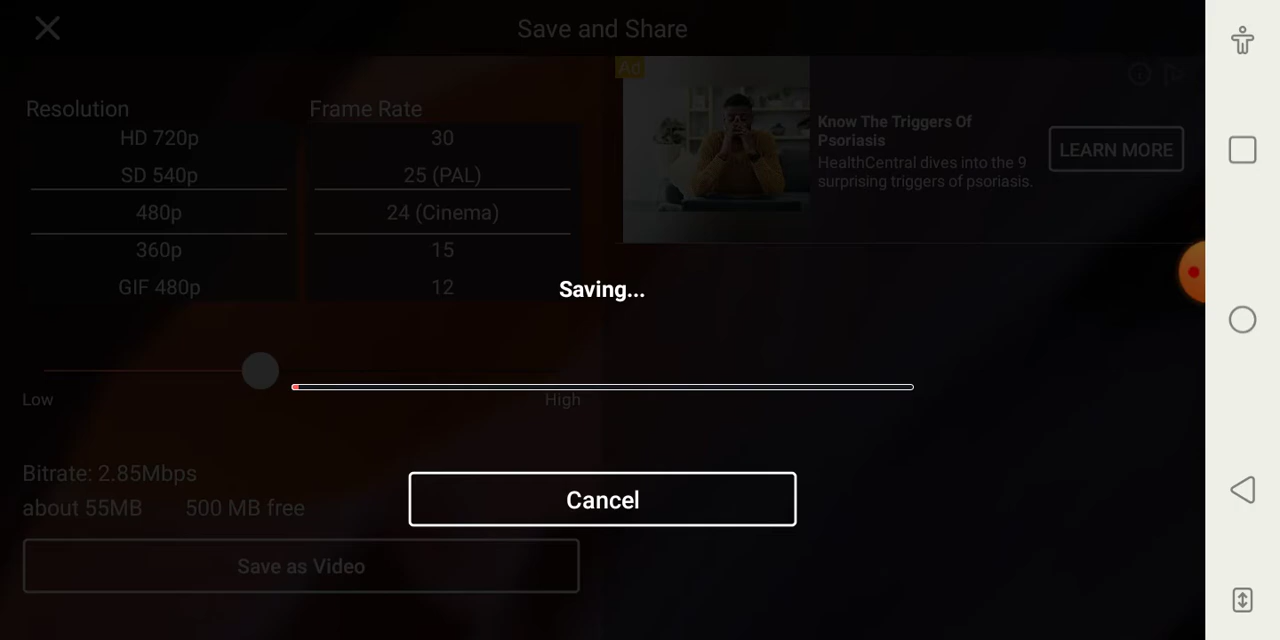 Save and Share
Resolution
HD 720p
SD 540p
480p
360p
GIF 480p
Frame Rate
30
25 (PAL)
24 (Cinema)
15
12
Ad
Know The Triggers Of
Psoriasis
HealthCentral dives into the 9
surprising triggers of psoriasis.
LEARN MORE
Saving...
Low
High
Bitrate: 2.85Mbps
about 55MB
500 MB free
Cancel
Save as Video